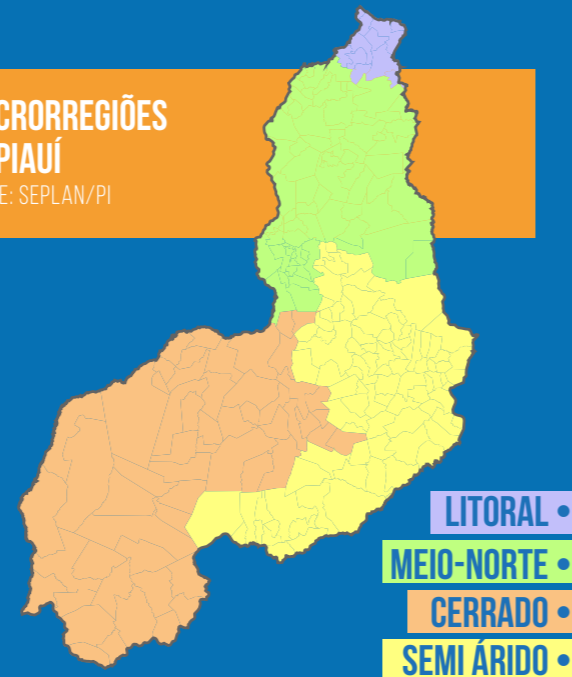 CRORREGIÕES
PIAUÍ
E: SEPLAN/PI
LITORAL •
MEIO-NORTE •
CERRADO •
SEMI ÁRIDO •